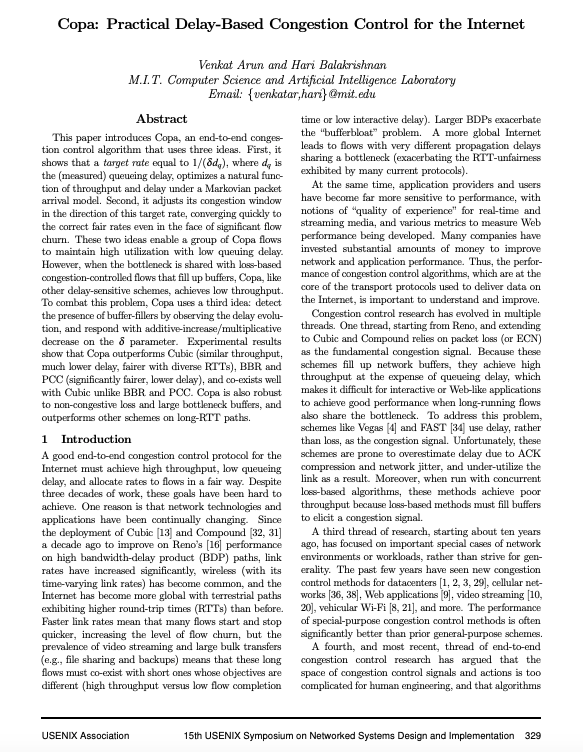 Copa: Practical Delay-Based Congestion Control for the Internet
Venkat Arun and Hari Balakrishnan
M.I.T. Computer Science and Artificial Intelligence Laboratory
Email: {venkatar,hari}@mit.edu
Abstract
This paper introduces Copa, an end-to-end conges-
tion control algorithm that uses three ideas. First, it
shows that a target rate equal to 1/(δdq), where dq is
the (measured) queueing delay, optimizes a natural func-
tion of throughput and delay under a Markovian packet
arrival model. Second, it adjusts its congestion window
in the direction of this target rate, converging quickly to
the correct fair rates even in the face of significant flow
churn. These two ideas enable a group of Copa flows
to maintain high utilization with low queuing delay.
However, when the bottleneck is shared with loss-based
congestion-controlled flows that fill up buffers, Copa, like
other delay-sensitive schemes, achieves low throughput.
To combat this problem, Copa uses a third idea: detect
the presence of buffer-fillers by observing the delay evolu-
tion, and respond with additive-increase/multiplicative
decrease on the δ parameter. Experimental results
show that Copa outperforms Cubic (similar throughput,
much lower delay, fairer with diverse RTTs), BBR and
PCC (significantly fairer, lower delay), and co-exists well
with Cubic unlike BBR and PCC. Copa is also robust
to non-congestive loss and large bottleneck buffers, and
outperforms other schemes on long-RTT paths.
1 Introduction
A good end-to-end congestion control protocol for the
Internet must achieve high throughput, low queueing
delay, and allocate rates to flows in a fair way. Despite
three decades of work, these goals have been hard to
achieve. One reason is that network technologies and
applications have been continually changing. Since
the deployment of Cubic [13] and Compound [32, 31]
a decade ago to improve on Reno's [16] performance
on high bandwidth-delay product (BDP) paths, link
rates have increased significantly, wireless (with its
time-varying link rates) has become common, and the
Internet has become more global with terrestrial paths
exhibiting higher round-trip times (RTTs) than before.
Faster link rates mean that many flows start and stop
quicker, increasing the level of flow churn, but the
prevalence of video streaming and large bulk transfers
(e.g., file sharing and backups) means that these long
flows must co-exist with short ones whose objectives are
different (high throughput versus low flow completion
time or low interactive delay). Larger BDPs exacerbate
the "bufferbloat" problem. A more global Internet
leads to flows with very different propagation delays
sharing a bottleneck (exacerbating the RTT-unfairness
exhibited by many current protocols).
At the same time, application providers and users
have become far more sensitive to performance, with
notions of "quality of experience" for real-time and
streaming media, and various metrics to measure Web
performance being developed. Many companies have
invested substantial amounts of money to improve
network and application performance. Thus, the perfor-
mance of congestion control algorithms, which are at the
core of the transport protocols used to deliver data on
the Internet, is important to understand and improve.
Congestion control research has evolved in multiple
threads. One thread, starting from Reno, and extending
to Cubic and Compound relies on packet loss (or ECN)
as the fundamental congestion signal. Because these
schemes fill up network buffers, they achieve high
throughput at the expense of queueing delay, which
makes it difficult for interactive or Web-like applications
to achieve good performance when long-running flows
also share the bottleneck. To address this problem,
schemes like Vegas [4] and FAST [34] use delay, rather
than loss, as the congestion signal. Unfortunately, these
schemes are prone to overestimate delay due to ACK
compression and network jitter, and under-utilize the
link as a result. Moreover, when run with concurrent
loss-based algorithms, these methods achieve poor
throughput because loss-based methods must fill buffers
to elicit a congestion signal.
A third thread of research, starting about ten years
ago, has focused on important special cases of network
environments or workloads, rather than strive for gen-
erality. The past few years have seen new congestion
control methods for datacenters [1, 2, 3, 29], cellular net-
works [36, 38], Web applications [9], video streaming [10,
20], vehicular Wi-Fi [8, 21], and more. The performance
of special-purpose congestion control methods is often
significantly better than prior general-purpose schemes.
A fourth, and most recent, thread of end-to-end
congestion control research has argued that the
space of congestion control signals and actions is too
complicated for human engineering, and that algorithms
USENIX Association
15th USENIX Symposium on Networked Systems Design and Implementation 329